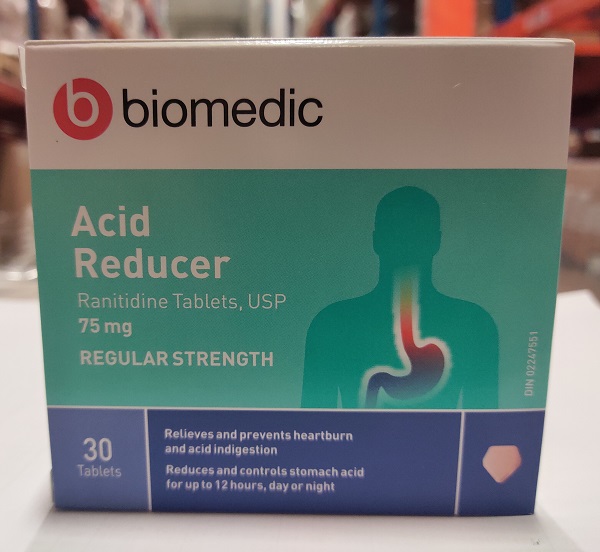 biomedic
Acid
Reducer
Ranitidine Tablets, USP
75 mg
REGULAR STRENGTH
DIN 02247551
30
Tablets
Relieves and prevents heartburn
and acid indigestion
Reduces and controls stomach acid
for up to 12 hours, day or night